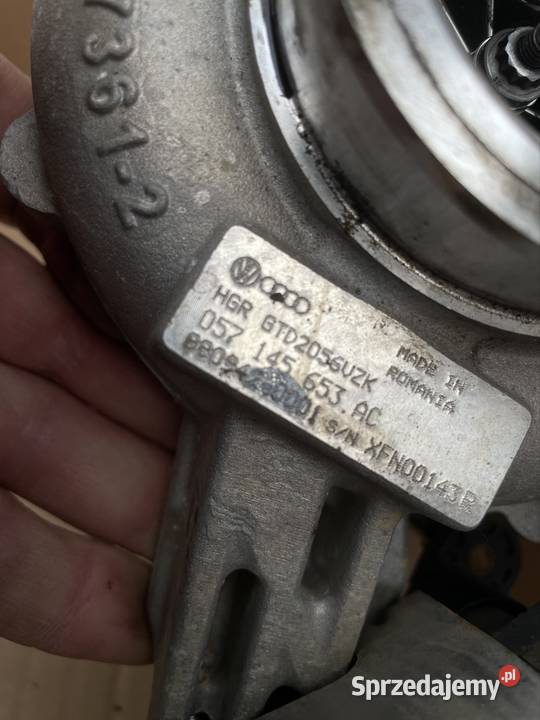 7361-2
HGR GTD2056VZK
MADE IN
ROMANIA
057 145 653 AC
S/N XFN00143R
Sprzedajemy.pl